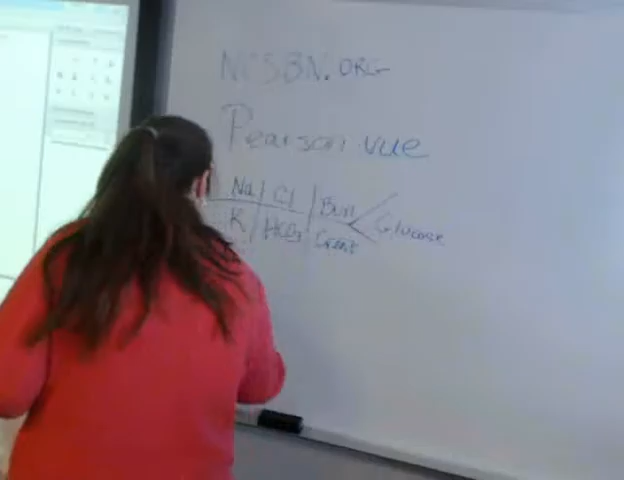 NCSBN.ORG
Pearson vue
Na Cl Bun
Glucose
K HCO3 Creat